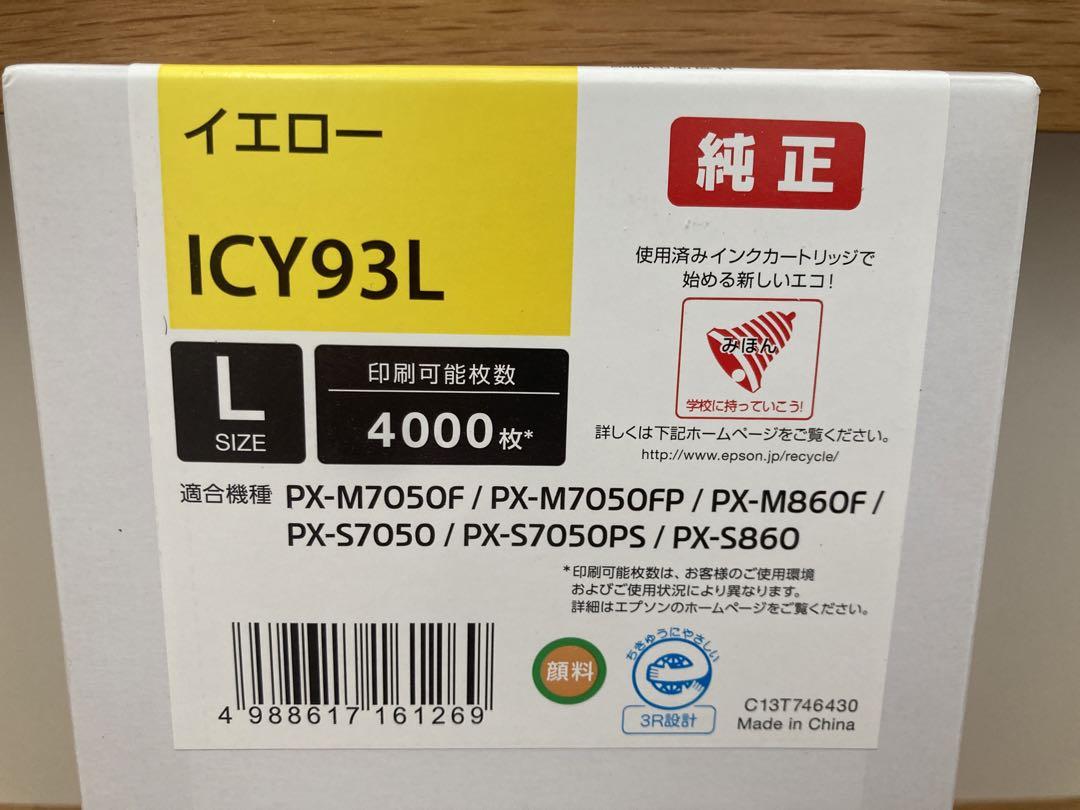 イエロー
ICY93L
純正
使用済みインクカートリッジで
始める新しいエコ!
みほん
学校に持っていこう!
詳しくは下記ホームページをご覧ください。
http://www.epson.jp/recycle/
L
SIZE
印刷可能枚数
4000枚*
適合機種 PX-M7050F / PX-M7050FP / PX-M860F /
PX-S7050 / PX-S7050PS / PX-S860
*印刷可能枚数は、お客様のご使用環境
およびご使用状況により異なります。
詳細はエプソンのホームページをご覧ください。
4 988617 161269
顔料
ちきゅうにやさしい
3R設計
C13T746430
Made in China